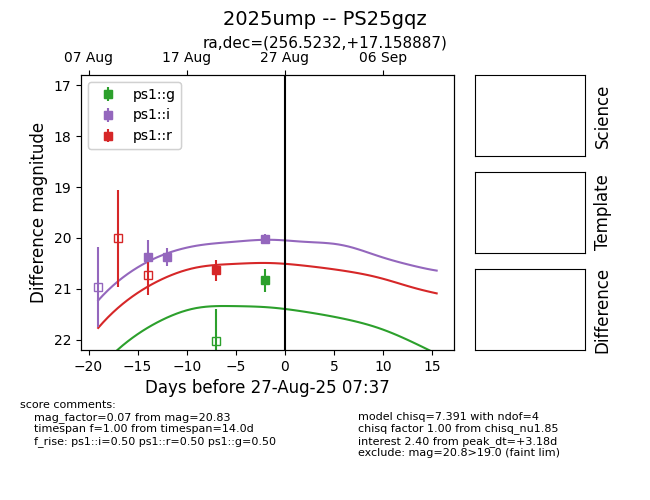 2025ump -- PS25gqz
ra,dec=(256.5232,+17.158887)
07 Aug 17 Aug 27 Aug 06 Sep
ps1::g
ps1::i
ps1::r
17
18
19
20
21
22
Difference magnitude
−20 −15 −10 −5 0 5 10 15
Days before 27-Aug-25 07:37
Science
Template
Difference
score comments:
mag_factor=0.07 from mag=20.83
timespan f=1.00 from timespan=14.0d
f_rise: ps1::i=0.50 ps1::r=0.50 ps1::g=0.50
model chisq=7.391 with ndof=4
chisq factor 1.00 from chisq_nu1.85
interest 2.40 from peak_dt=+3.18d
exclude: mag=20.8>19.0 (faint lim)